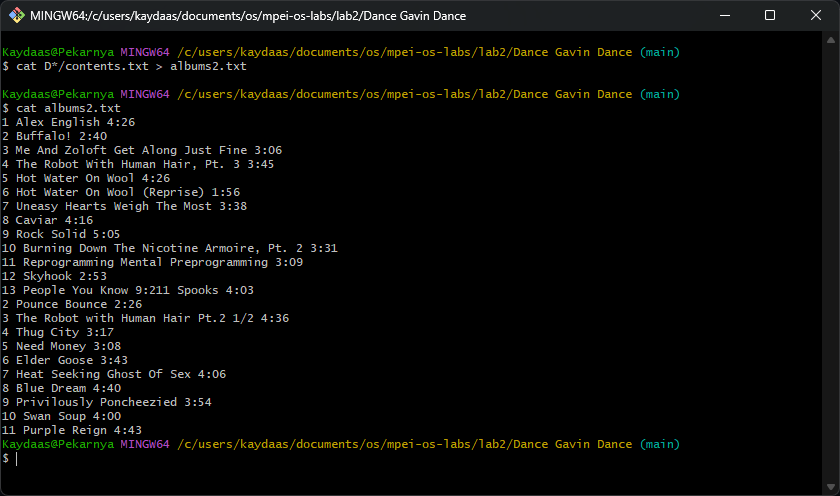 MINGW64:/c/users/kaydaas/documents/os/mpei-os-labs/lab2/Dance Gavin Dance
Kaydaas@Pekarnya MINGW64 /c/users/kaydaas/documents/os/mpei-os-labs/lab2/Dance Gavin Dance (main)
$ cat D*/contents.txt > albums2.txt
Kaydaas@Pekarnya MINGW64 /c/users/kaydaas/documents/os/mpei-os-labs/lab2/Dance Gavin Dance (main)
$ cat albums2.txt
1 Alex English 4:26
2 Buffalo! 2:40
3 Me And Zoloft Get Along Just Fine 3:06
4 The Robot With Human Hair, Pt. 3 3:45
5 Hot Water On Wool 4:26
6 Hot Water On Wool (Reprise) 1:56
7 Uneasy Hearts Weigh The Most 3:38
8 Caviar 4:16
9 Rock Solid 5:05
10 Burning Down The Nicotine Armoire, Pt. 2 3:31
11 Reprogramming Mental Preprogramming 3:09
12 Skyhook 2:53
13 People You Know 9:211 Spooks 4:03
2 Pounce Bounce 2:26
3 The Robot with Human Hair Pt.2 1/2 4:36
4 Thug City 3:17
5 Need Money 3:08
6 Elder Goose 3:43
7 Heat Seeking Ghost Of Sex 4:06
8 Blue Dream 4:40
9 Privilously Poncheezied 3:54
10 Swan Soup 4:00
11 Purple Reign 4:43
Kaydaas@Pekarnya MINGW64 /c/users/kaydaas/documents/os/mpei-os-labs/lab2/Dance Gavin Dance (main)
$